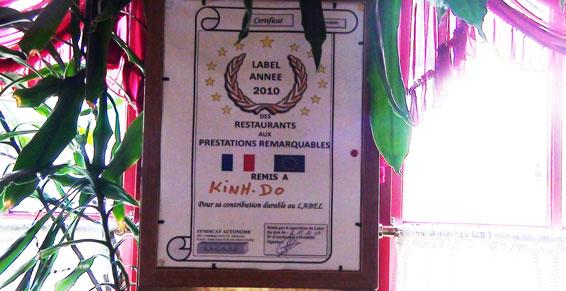 Certificat
LABEL
ANNEE
2010
DES
RESTAURANTS
AUX
PRESTATIONS REMARQUABLES
REMIS A
KINH-DO
Pour sa contribution durable au LABEL
SYNDICAT AUTONOME
Signature